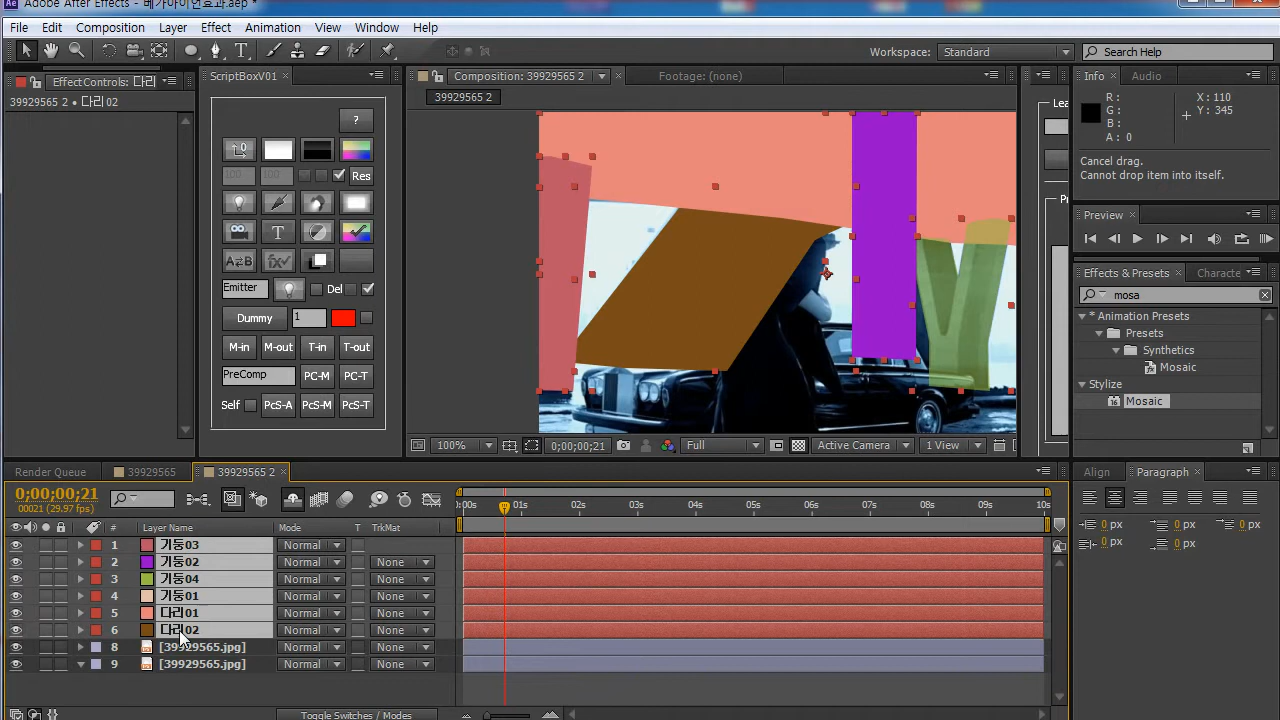 Adobe After Effects - 베가아이언효과.aep *
File Edit Composition Layer Effect Animation View Window Help
Workspace: Standard Search Help
Effect Controls: 다리
ScriptBoxV01
Composition: 39929565 2
Footage: (none)
Info Audio
39929565 2 • 다리 02
39929565 2
R:
G:
B:
A: 0
X: 110
Y: 345
Cancel drag.
Cannot drop item into itself.
?
100 100 Res
T
A⇄B fx
Emitter Del
Dummy 1
M-in M-out T-in T-out
PreComp PC-M PC-T
Self PcS-A PcS-M PcS-T
Lea
Pr
Preview
Effects & Presets Characte
mosa
* Animation Presets
Presets
Synthetics
Mosaic
Stylize
Mosaic
100% 0;00;00;21 Full Active Camera 1 View
Render Queue 39929565 39929565 2
Align Paragraph
0;00;00;21
00021 (29.97 fps)
0:00s 01s 02s 03s 04s 05s 06s 07s 08s 09s 10s
0 px 0 px 0 px
0 px 0 px
# Layer Name Mode T TrkMat
1 기둥03 Normal
2 기둥02 Normal None
3 기둥04 Normal None
4 기둥01 Normal None
5 다리01 Normal None
6 다리02 Normal None
8 [39929565.jpg] Normal None
9 [39929565.jpg] Normal None
Toggle Switches / Modes